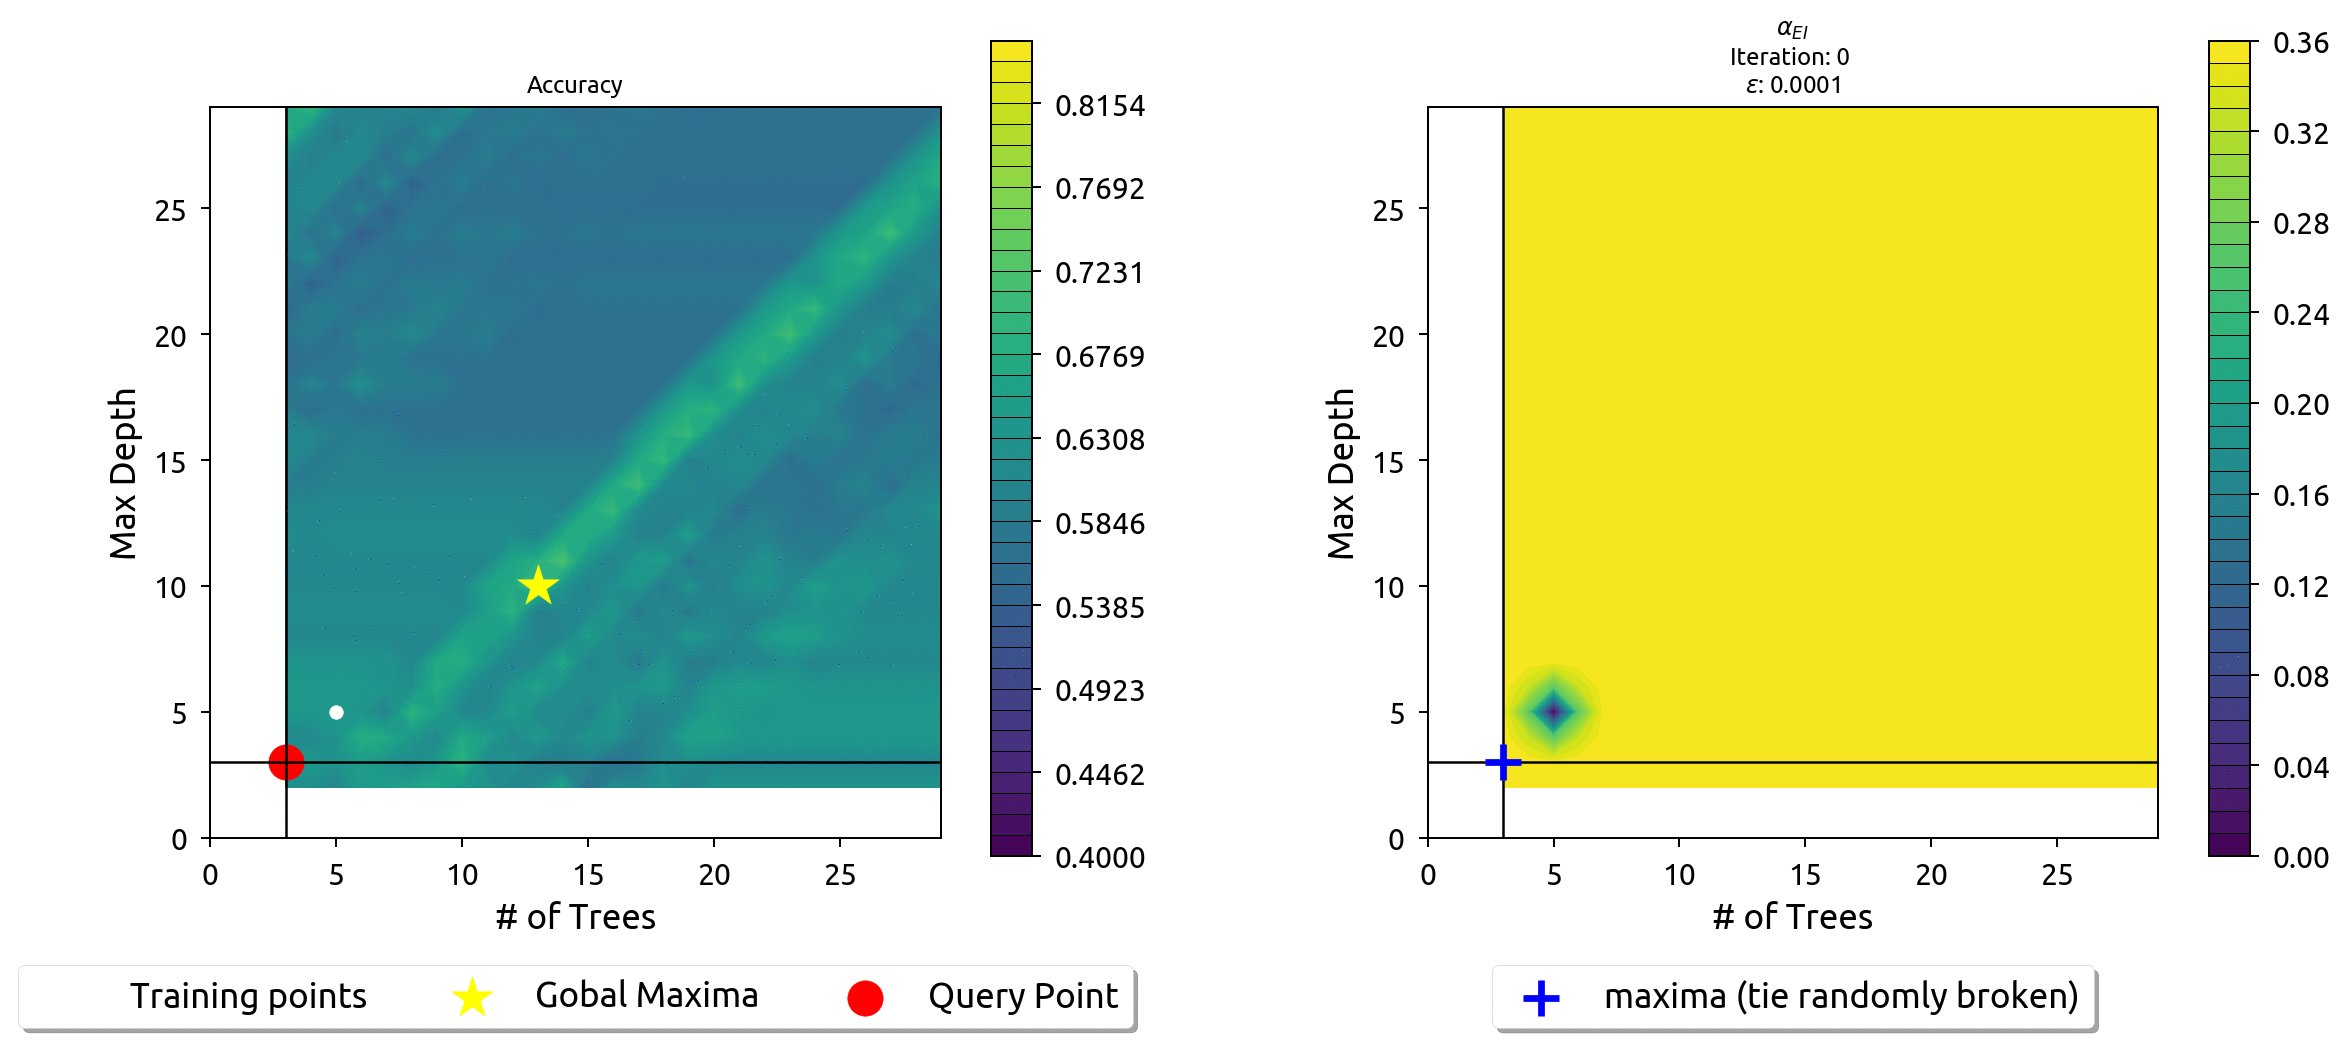 Accuracy
Max Depth
25
20
15
10
5
0
0 5 10 15 20 25
# of Trees
0.8154
0.7692
0.7231
0.6769
0.6308
0.5846
0.5385
0.4923
0.4462
0.4000
Training points Gobal Maxima Query Point
α_EI
Iteration: 0
ε: 0.0001
Max Depth
25
20
15
10
5
0
0 5 10 15 20 25
# of Trees
0.36
0.32
0.28
0.24
0.20
0.16
0.12
0.08
0.04
0.00
maxima (tie randomly broken)